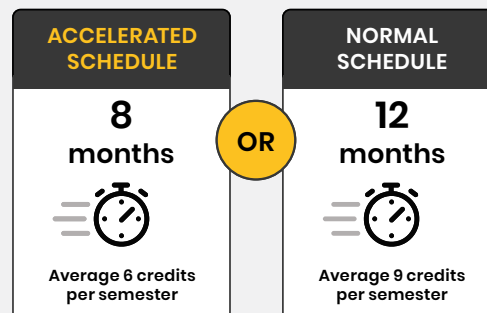 ACCELERATED
SCHEDULE
8
months
Average 6 credits
per semester
OR
NORMAL
SCHEDULE
12
months
Average 9 credits
per semester